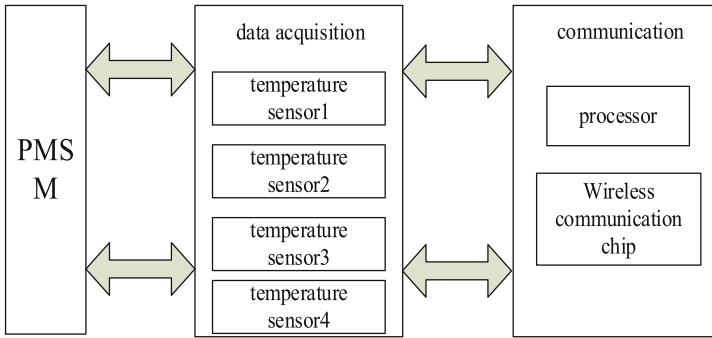 PMS
M
data acquisition
temperature
sensor1
temperature
sensor2
temperature
sensor3
temperature
sensor4
communication
processor
Wireless
communication
chip